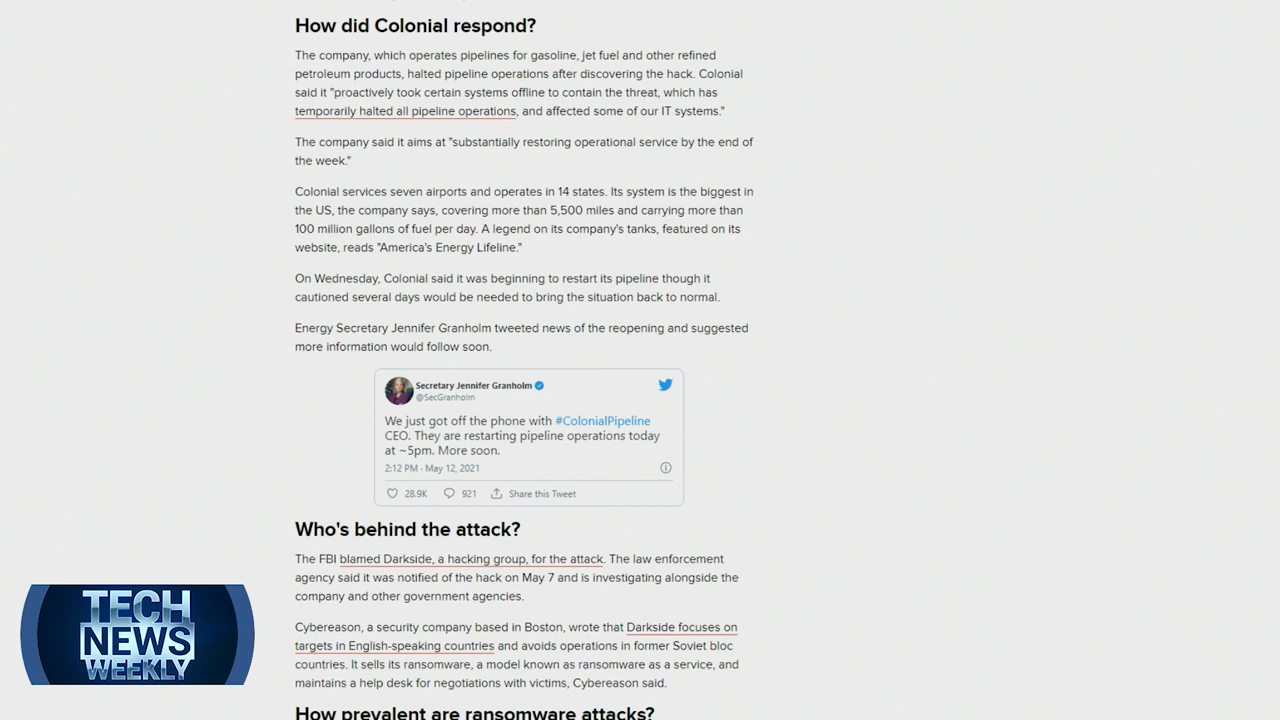 How did Colonial respond?
The company, which operates pipelines for gasoline, jet fuel and other refined
petroleum products, halted pipeline operations after discovering the hack. Colonial
said it "proactively took certain systems offline to contain the threat, which has
temporarily halted all pipeline operations, and affected some of our IT systems."
The company said it aims at "substantially restoring operational service by the end of
the week."
Colonial services seven airports and operates in 14 states. Its system is the biggest in
the US, the company says, covering more than 5,500 miles and carrying more than
100 million gallons of fuel per day. A legend on its company's tanks, featured on its
website, reads "America's Energy Lifeline."
On Wednesday, Colonial said it was beginning to restart its pipeline though it
cautioned several days would be needed to bring the situation back to normal.
Energy Secretary Jennifer Granholm tweeted news of the reopening and suggested
more information would follow soon.
Secretary Jennifer Granholm
@SecGranholm
We just got off the phone with #ColonialPipeline
CEO. They are restarting pipeline operations today
at ~5pm. More soon.
2:12 PM · May 12, 2021
28.9K 921 Share this Tweet
Who's behind the attack?
The FBI blamed Darkside, a hacking group, for the attack. The law enforcement
agency said it was notified of the hack on May 7 and is investigating alongside the
company and other government agencies.
Cybereason, a security company based in Boston, wrote that Darkside focuses on
targets in English-speaking countries and avoids operations in former Soviet bloc
countries. It sells its ransomware, a model known as ransomware as a service, and
maintains a help desk for negotiations with victims, Cybereason said.
How prevalent are ransomware attacks?
TECH
NEWS
WEEKLY